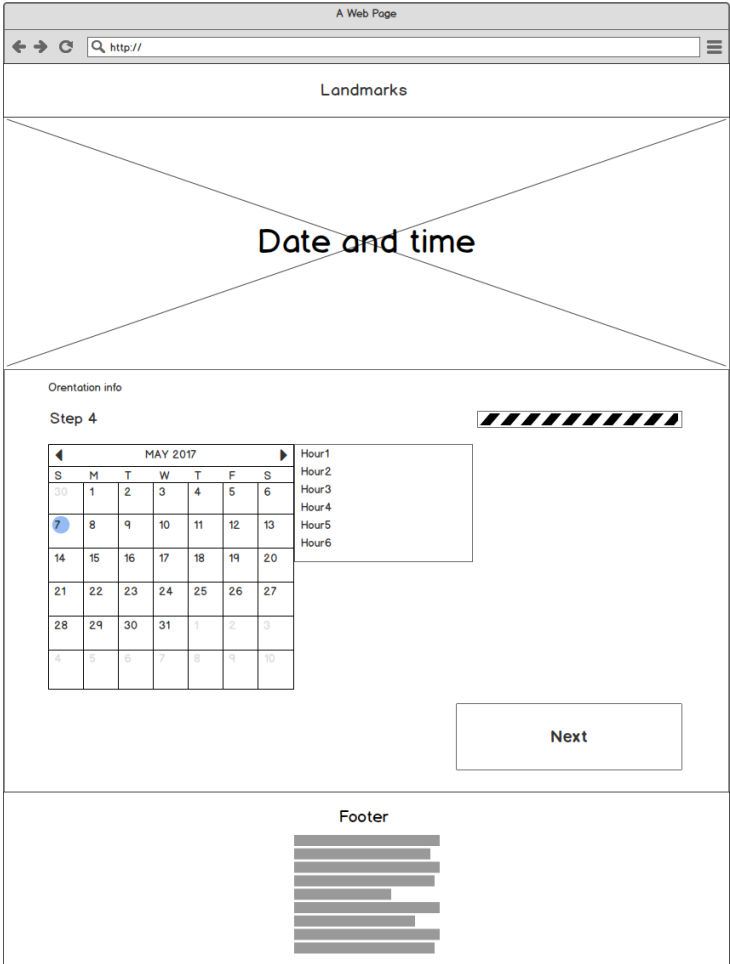 A Web Page
http://
Landmarks
Date and time
Orentation info
Step 4
MAY 2017
S M T W T F S
30 1 2 3 4 5 6
7 8 9 10 11 12 13
14 15 16 17 18 19 20
21 22 23 24 25 26 27
28 29 30 31 1 2 3
4 5 6 7 8 9 10
Hour1
Hour2
Hour3
Hour4
Hour5
Hour6
Next
Footer